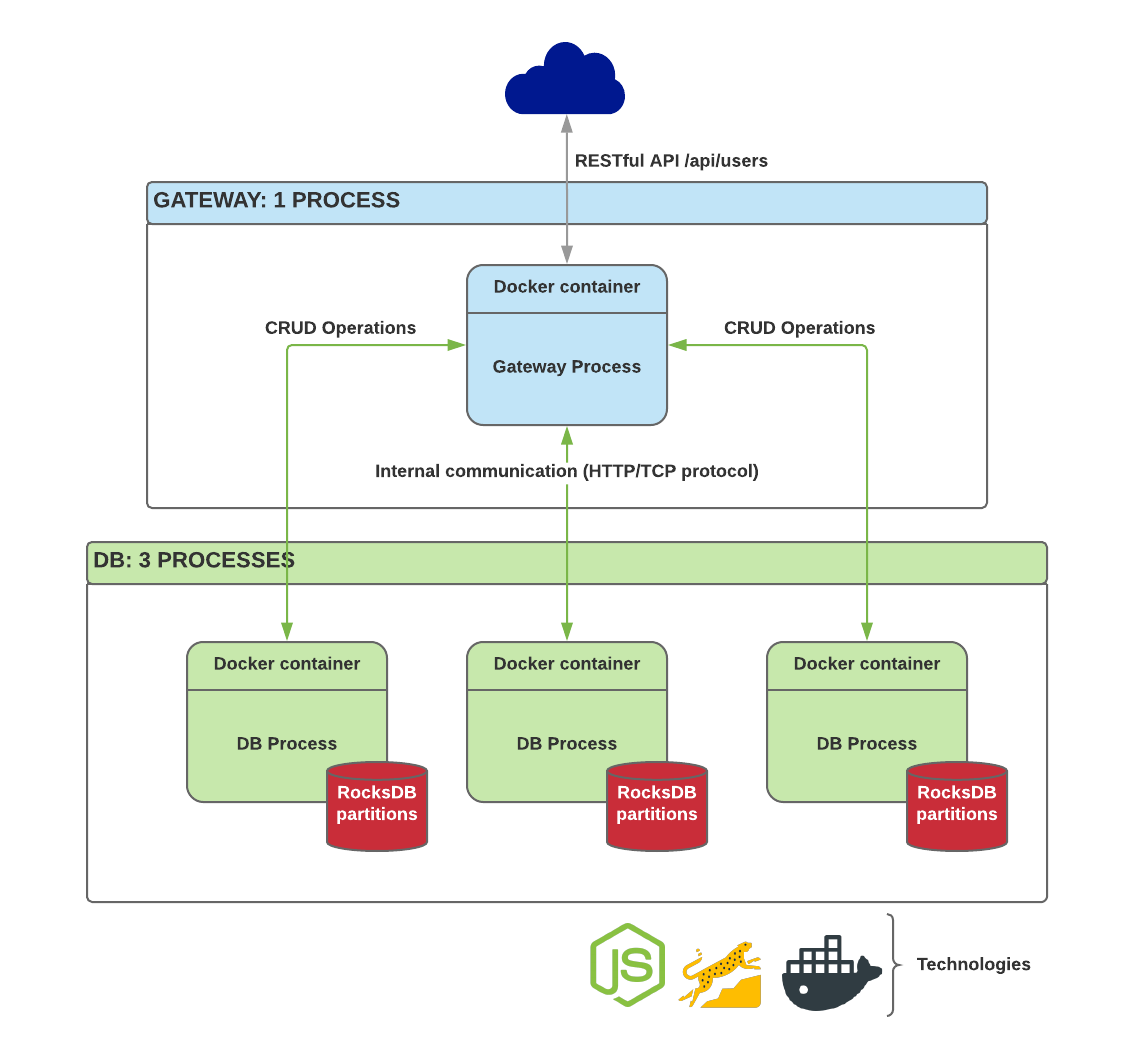 RESTful API /api/users
GATEWAY: 1 PROCESS
Docker container
CRUD Operations
CRUD Operations
Gateway Process
Internal communication (HTTP/TCP protocol)
DB: 3 PROCESSES
Docker container
Docker container
Docker container
DB Process
DB Process
DB Process
RocksDB
partitions
RocksDB
partitions
RocksDB
partitions
JS
Technologies